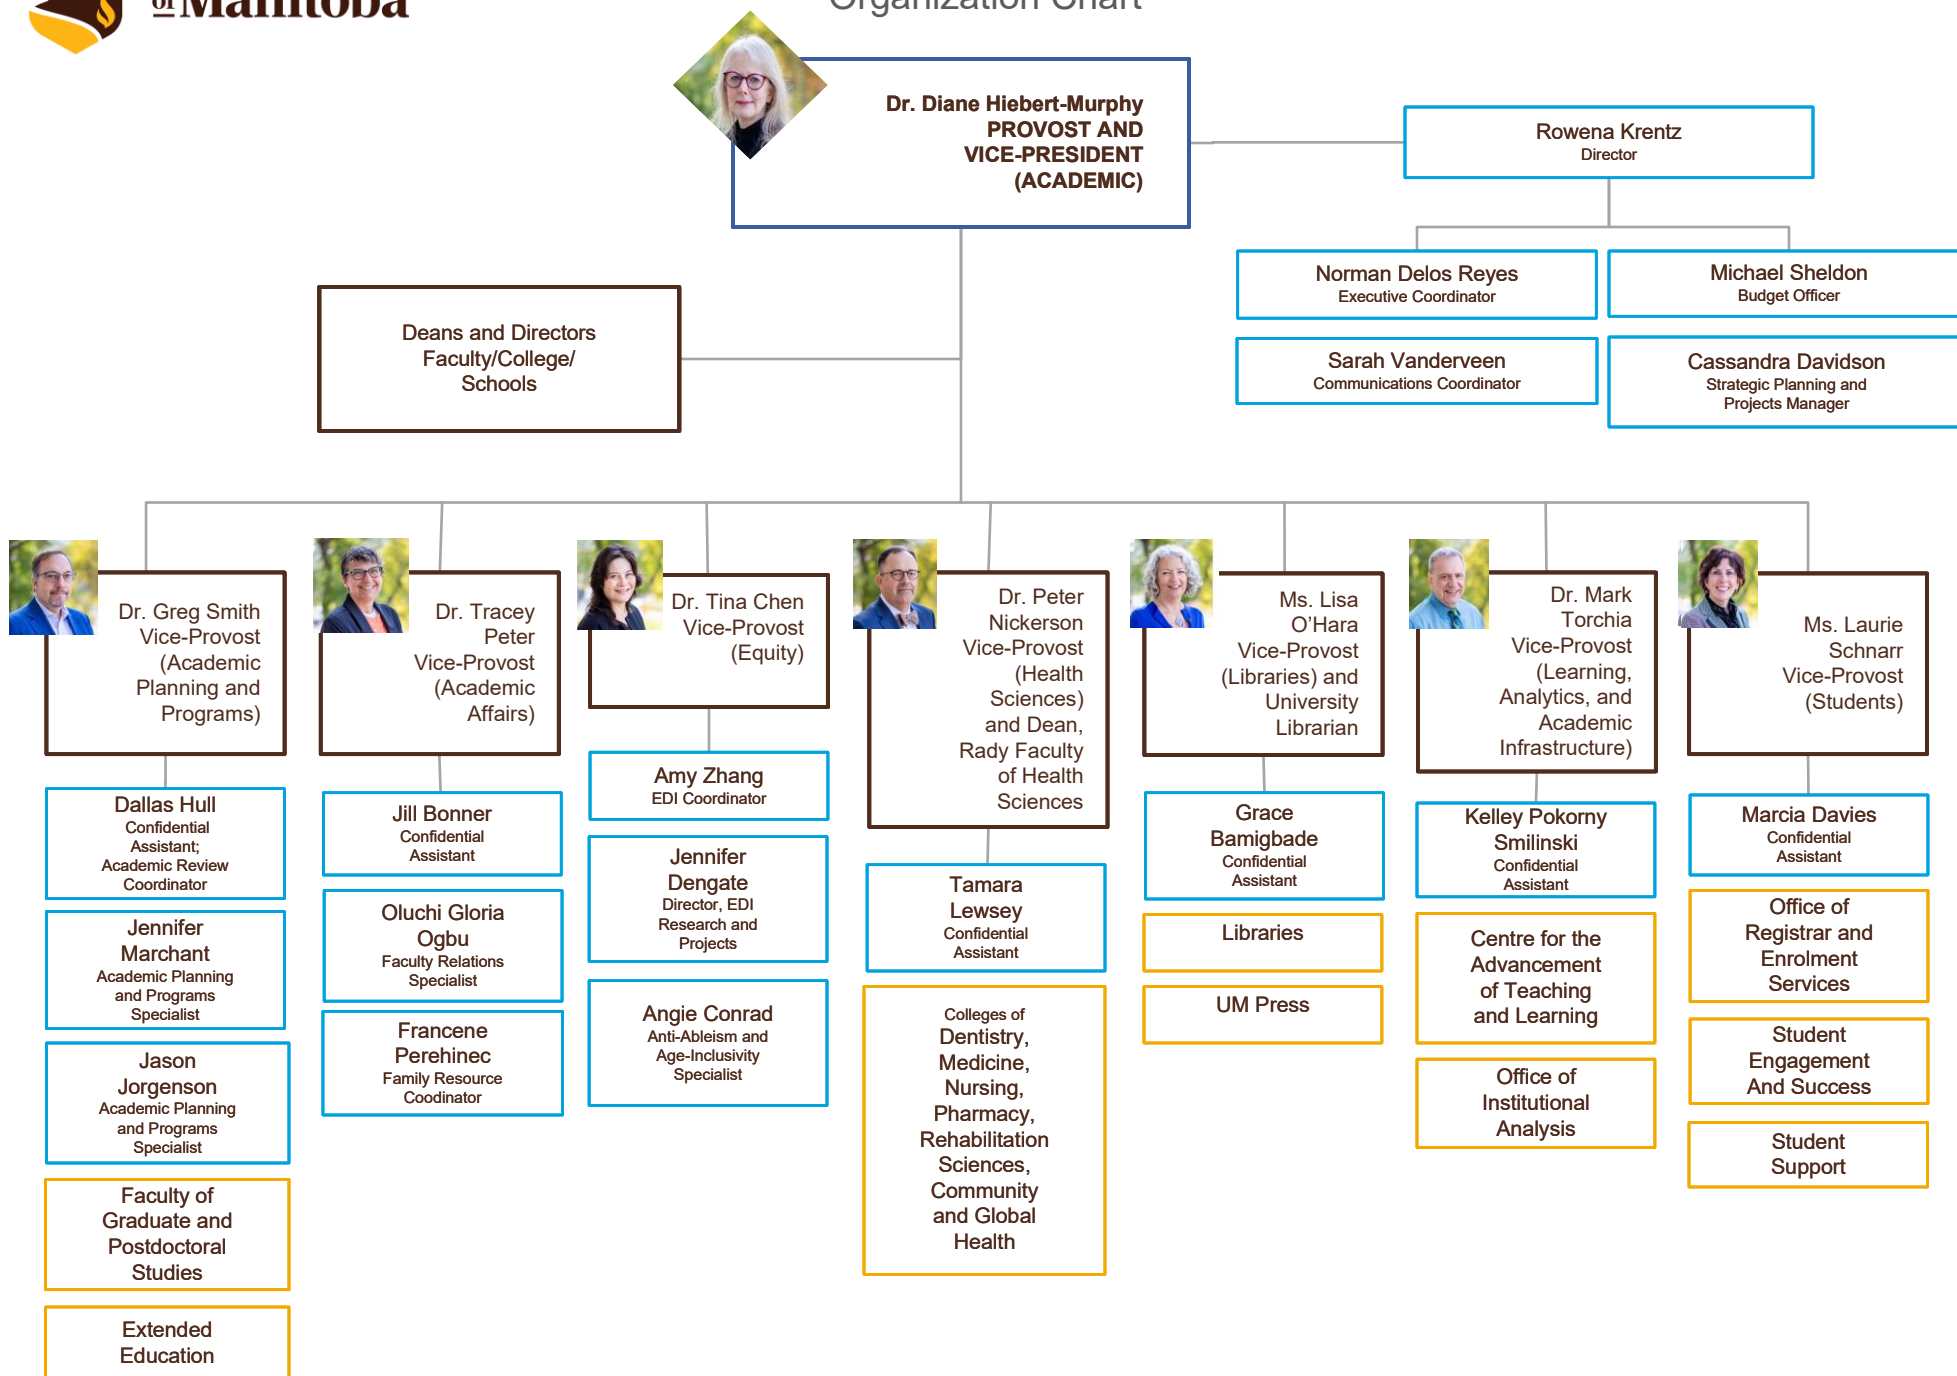 of Manitoba
Organization Chart
Dr. Diane Hiebert-Murphy
PROVOST AND
VICE-PRESIDENT
(ACADEMIC)
Rowena Krentz
Director
Norman Delos Reyes
Executive Coordinator
Michael Sheldon
Budget Officer
Sarah Vanderveen
Communications Coordinator
Cassandra Davidson
Strategic Planning and
Projects Manager
Deans and Directors
Faculty/College/
Schools
Dr. Greg Smith
Vice-Provost
(Academic
Planning and
Programs)
Dallas Hull
Confidential
Assistant;
Academic Review
Coordinator
Jennifer
Marchant
Academic Planning
and Programs
Specialist
Jason
Jorgenson
Academic Planning
and Programs
Specialist
Faculty of
Graduate and
Postdoctoral
Studies
Extended
Education
Dr. Tracey
Peter
Vice-Provost
(Academic
Affairs)
Jill Bonner
Confidential
Assistant
Oluchi Gloria
Ogbu
Faculty Relations
Specialist
Francene
Perehinec
Family Resource
Coodinator
Dr. Tina Chen
Vice-Provost
(Equity)
Amy Zhang
EDI Coordinator
Jennifer
Dengate
Director, EDI
Research and
Projects
Angie Conrad
Anti-Ableism and
Age-Inclusivity
Specialist
Dr. Peter
Nickerson
Vice-Provost
(Health
Sciences)
and Dean,
Rady Faculty
of Health
Sciences
Tamara
Lewsey
Confidential
Assistant
Colleges of
Dentistry,
Medicine,
Nursing,
Pharmacy,
Rehabilitation
Sciences,
Community
and Global
Health
Ms. Lisa
O’Hara
Vice-Provost
(Libraries) and
University
Librarian
Grace
Bamigbade
Confidential
Assistant
Libraries
UM Press
Dr. Mark
Torchia
Vice-Provost
(Learning,
Analytics, and
Academic
Infrastructure)
Kelley Pokorny
Smilinski
Confidential
Assistant
Centre for the
Advancement
of Teaching
and Learning
Office of
Institutional
Analysis
Ms. Laurie
Schnarr
Vice-Provost
(Students)
Marcia Davies
Confidential
Assistant
Office of
Registrar and
Enrolment
Services
Student
Engagement
And Success
Student
Support